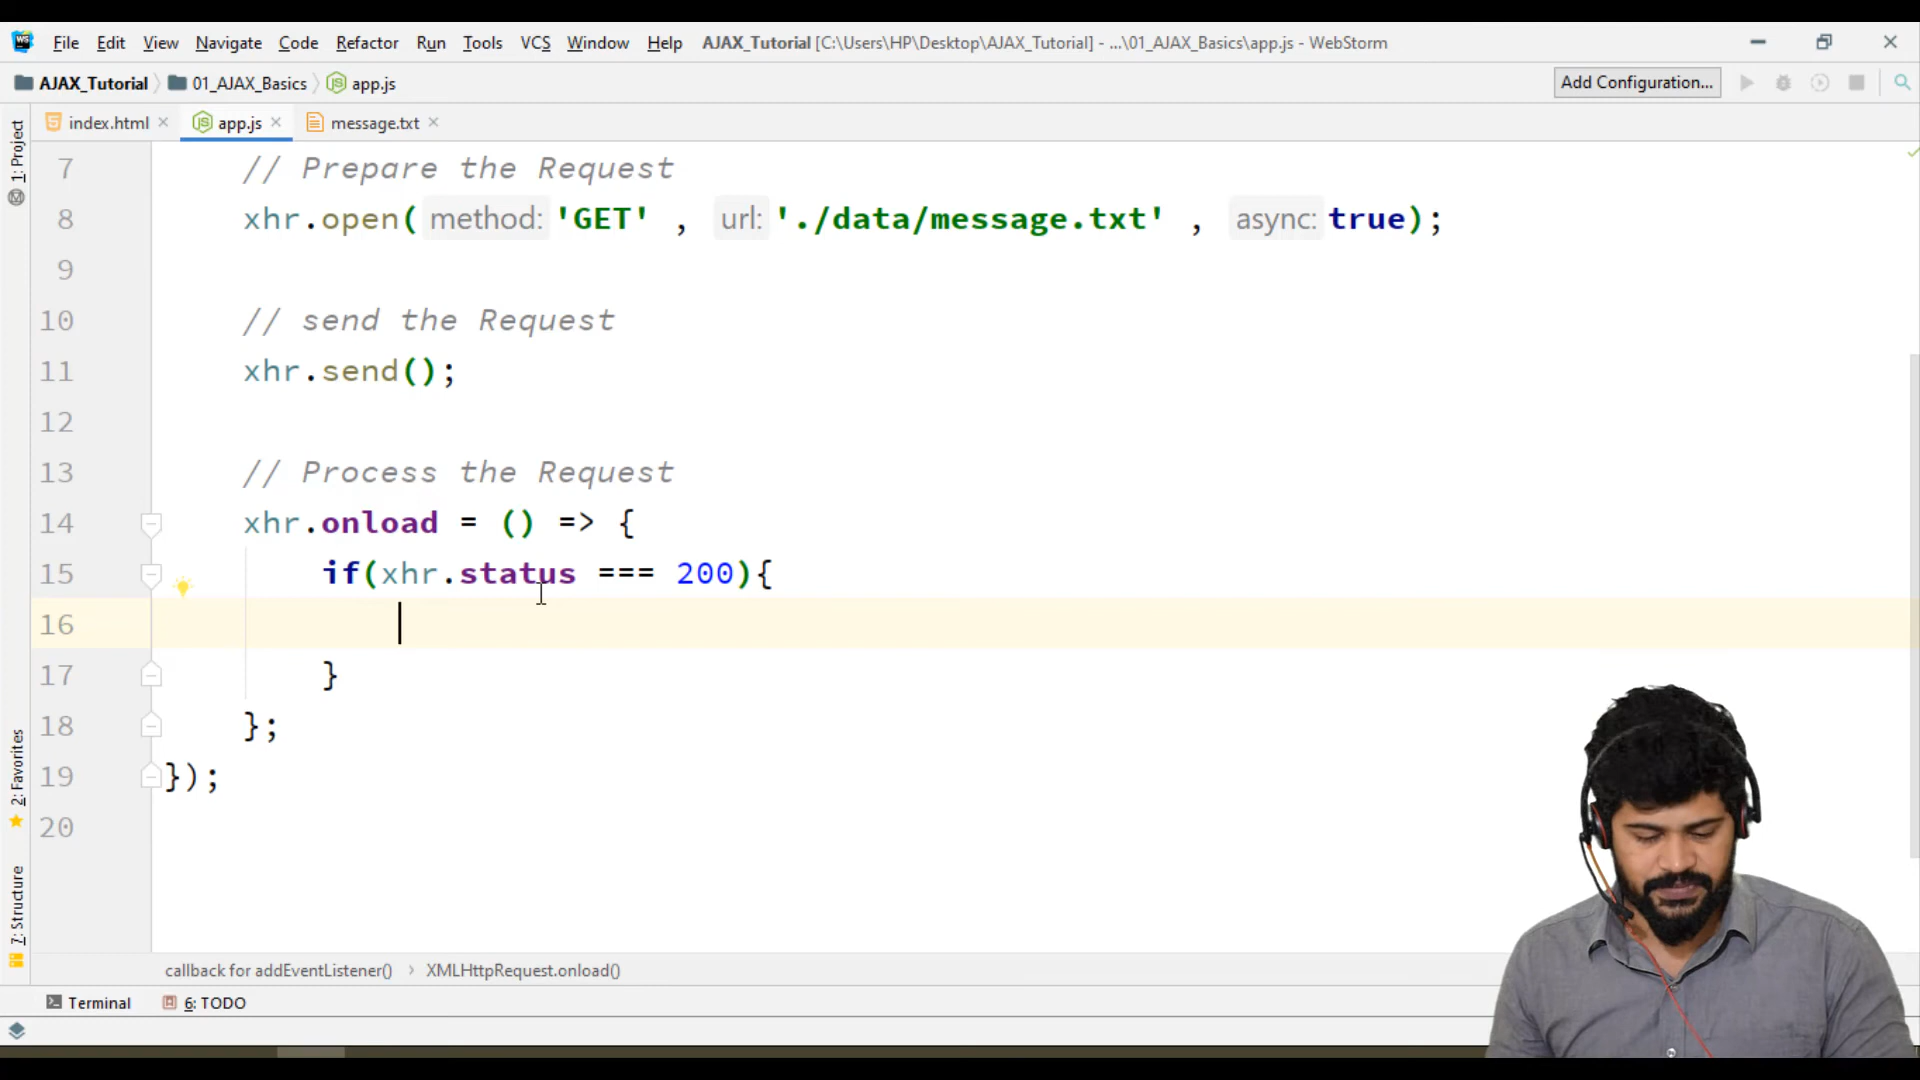 File Edit View Navigate Code Refactor Run Tools VCS Window Help AJAX_Tutorial [C:\Users\HP\Desktop\AJAX_Tutorial] - ...\01_AJAX_Basics\app.js - WebStorm
AJAX_Tutorial 01_AJAX_Basics app.js Add Configuration...
index.html app.js message.txt
1: Project
7 // Prepare the Request
8 xhr.open( method: 'GET' , url: './data/message.txt' , async: true);
9
10 // send the Request
11 xhr.send();
12
13 // Process the Request
14 xhr.onload = () => {
15 if(xhr.status === 200){
16
17 }
18 };
19 });
20
2: Favorites
7: Structure
callback for addEventListener() › XMLHttpRequest.onload()
Terminal 6: TODO